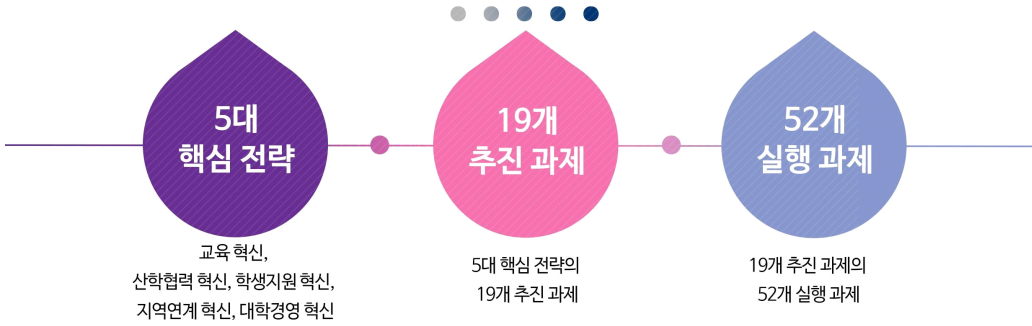 5대
핵심 전략
19개
추진 과제
52개
실행 과제
교육 혁신,
산학협력 혁신, 학생지원 혁신,
지역연계 혁신, 대학경영 혁신
5대 핵심 전략의
19개 추진 과제
19개 추진 과제의
52개 실행 과제